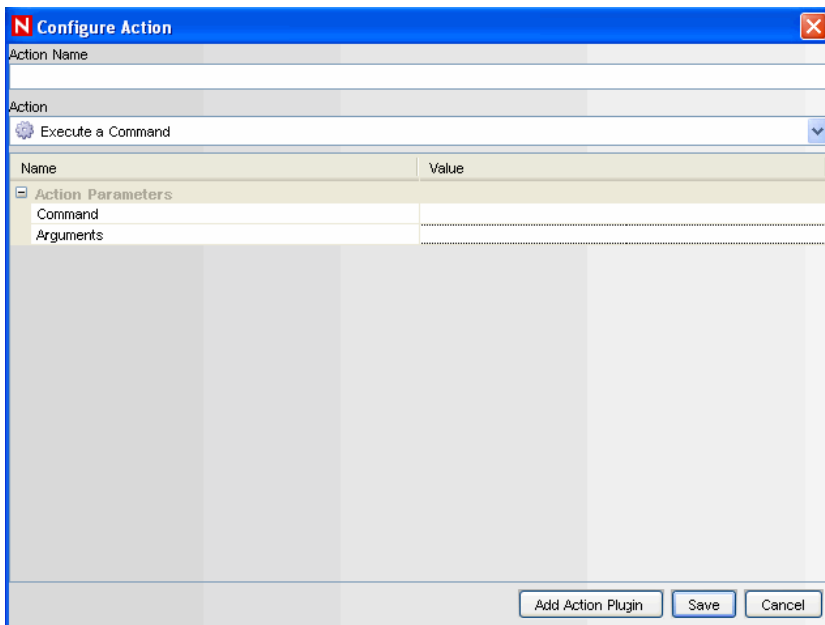 N Configure Action
Action Name
Action
Execute a Command
Name Value
Action Parameters
Command
Arguments
Add Action Plugin Save Cancel